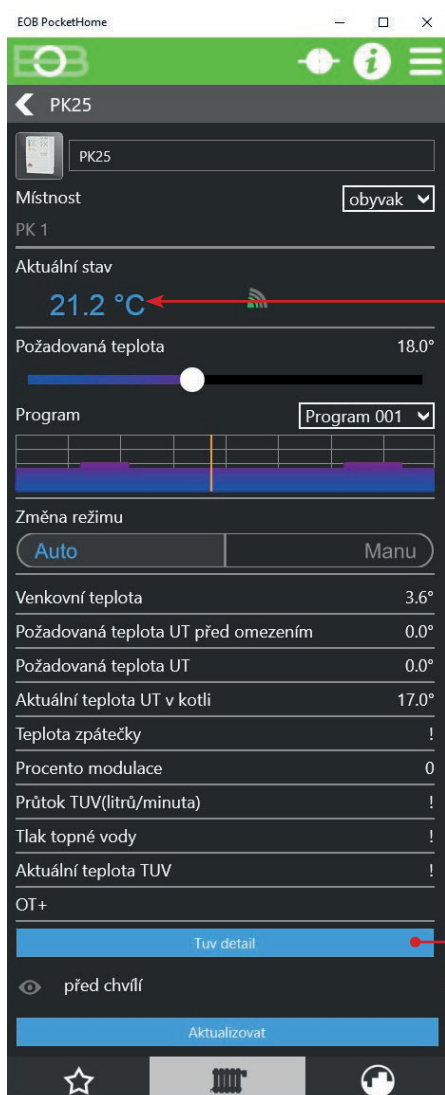 EOB PocketHome
EOB
PK25
PK25
Místnost obyvak
PK 1
Aktuální stav
21.2 °C
Požadovaná teplota 18.0°
Program Program 001
Změna režimu
Auto Manu
Venkovní teplota 3.6°
Požadovaná teplota UT před omezením 0.0°
Požadovaná teplota UT 0.0°
Aktuální teplota UT v kotli 17.0°
Teplota zpátečky !
Procento modulace 0
Průtok TUV(litrů/minuta) !
Tlak topné vody !
Aktuální teplota TUV !
OT+
Tuv detail
před chvílí
Aktualizovat